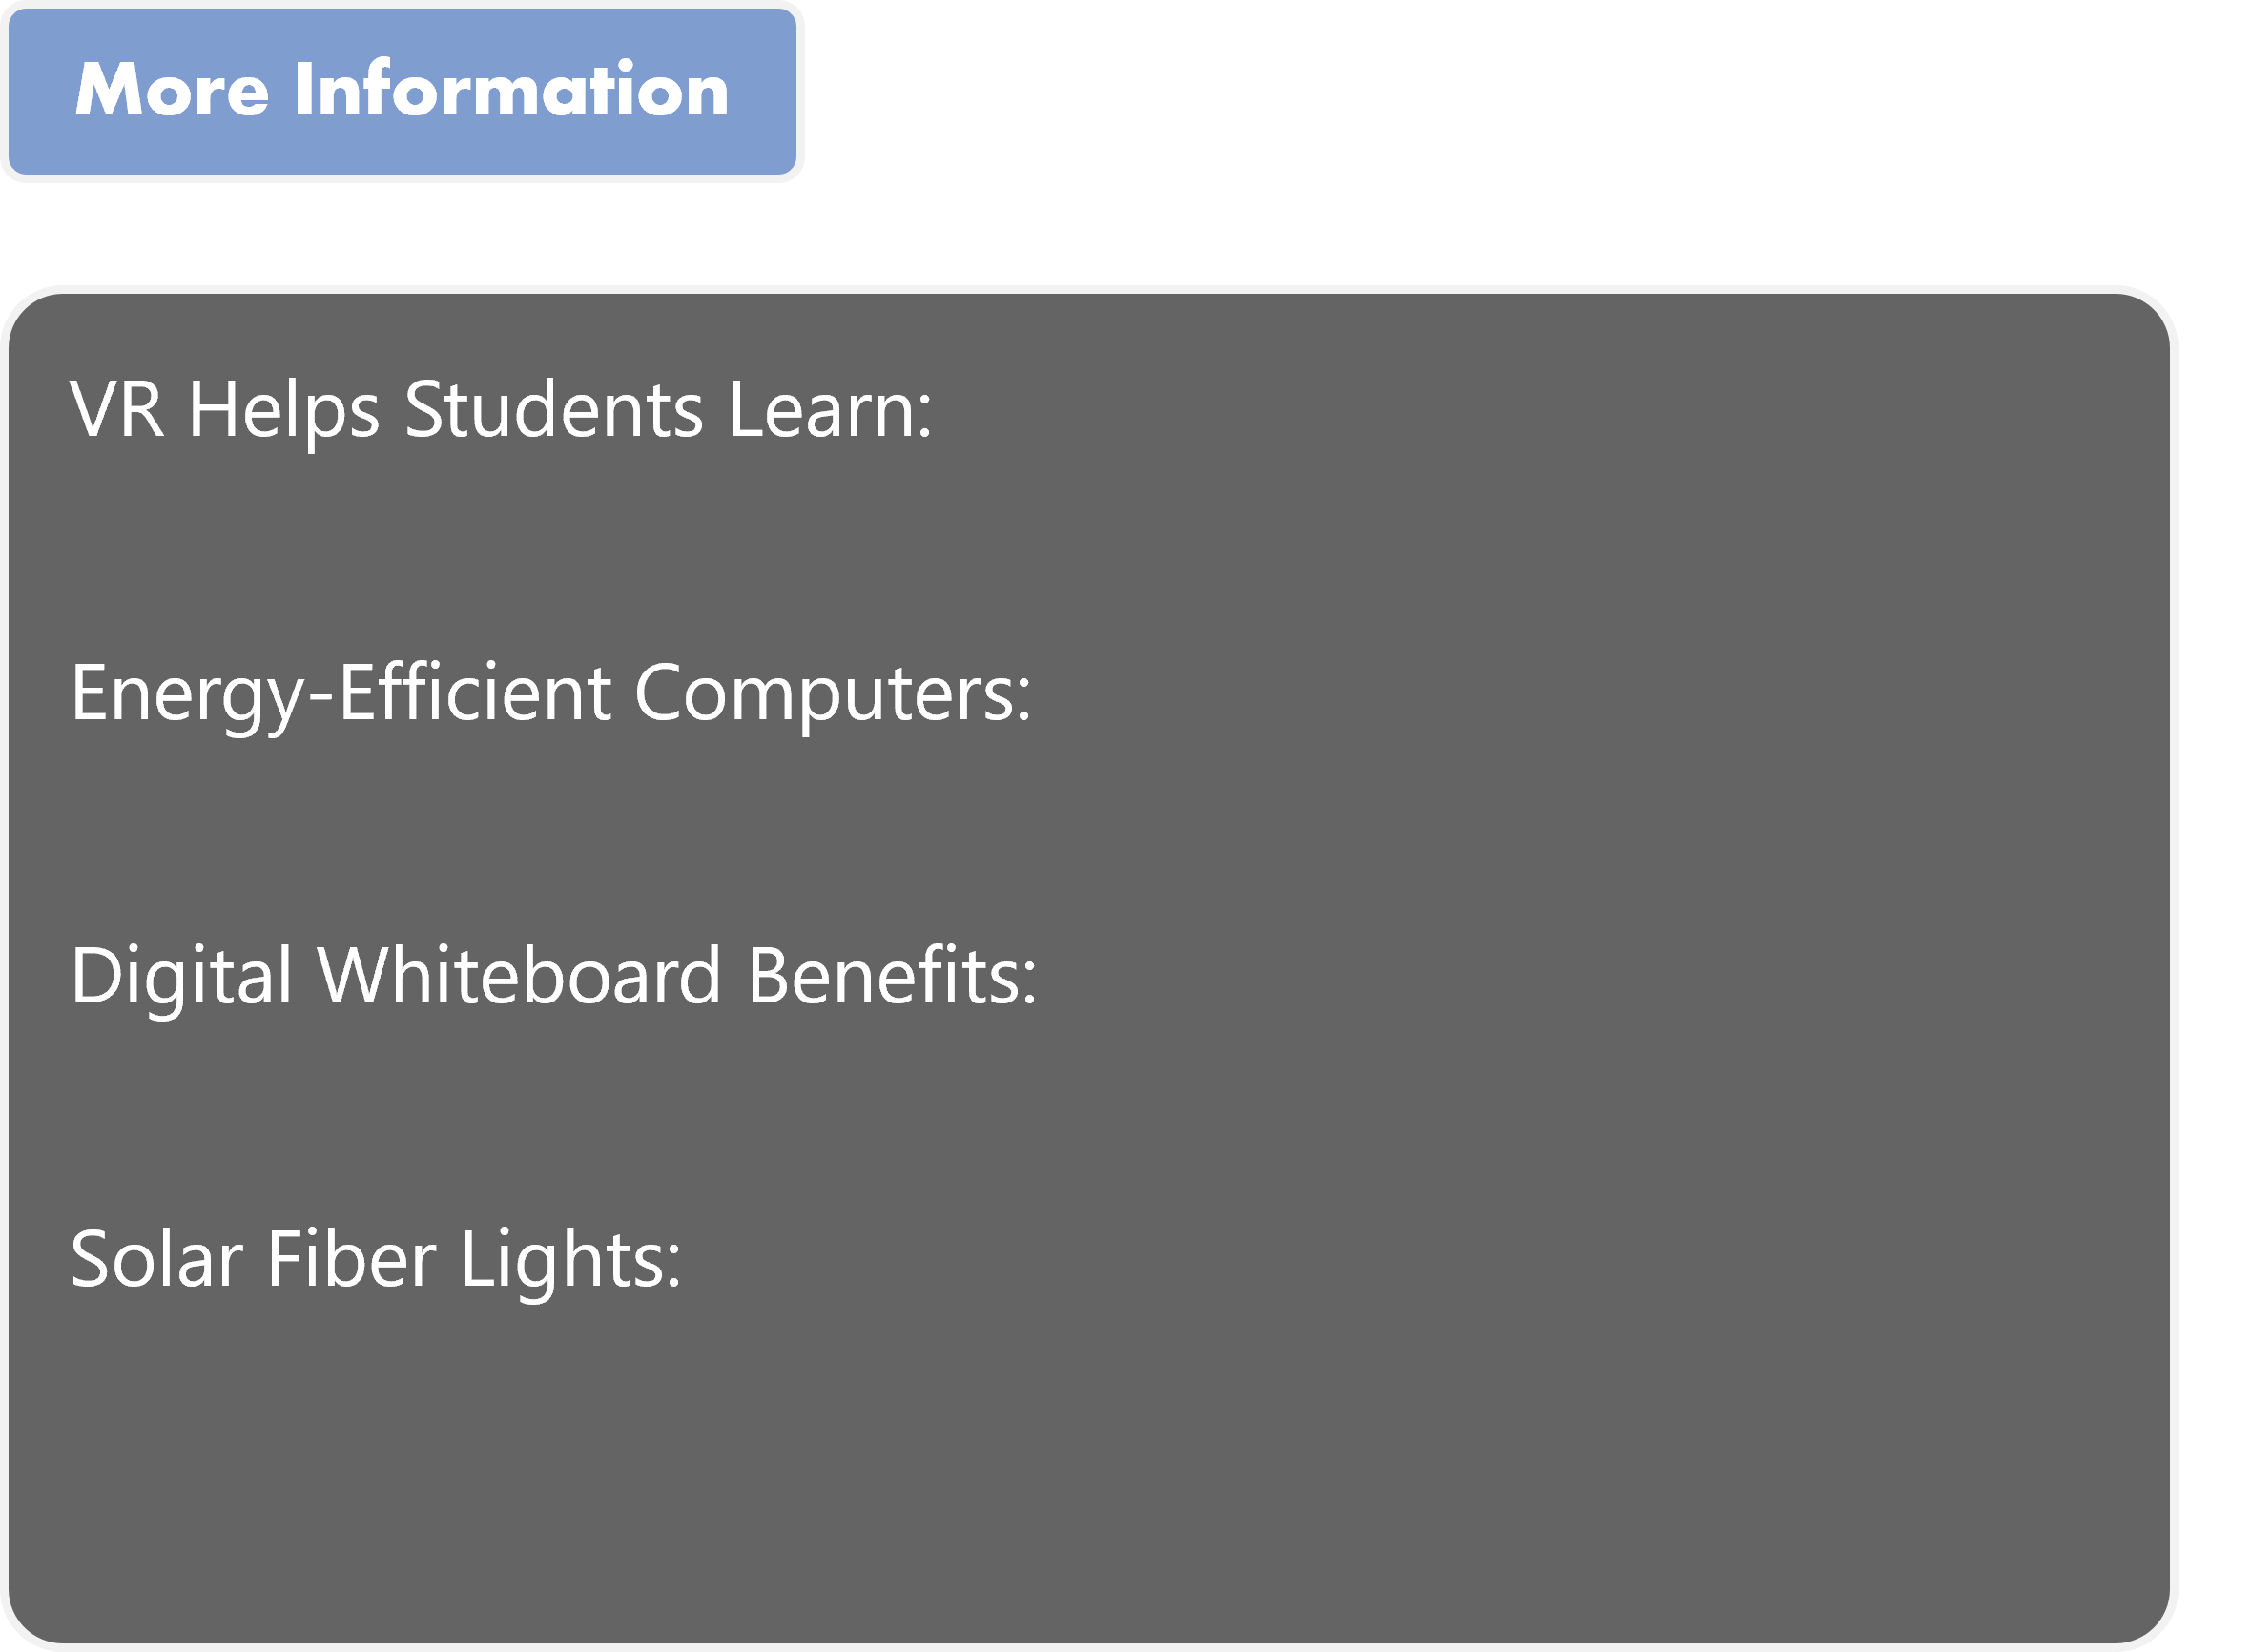 More Information
VR Helps Students Learn:
Energy-Efficient Computers:
Digital Whiteboard Benefits:
Solar Fiber Lights: